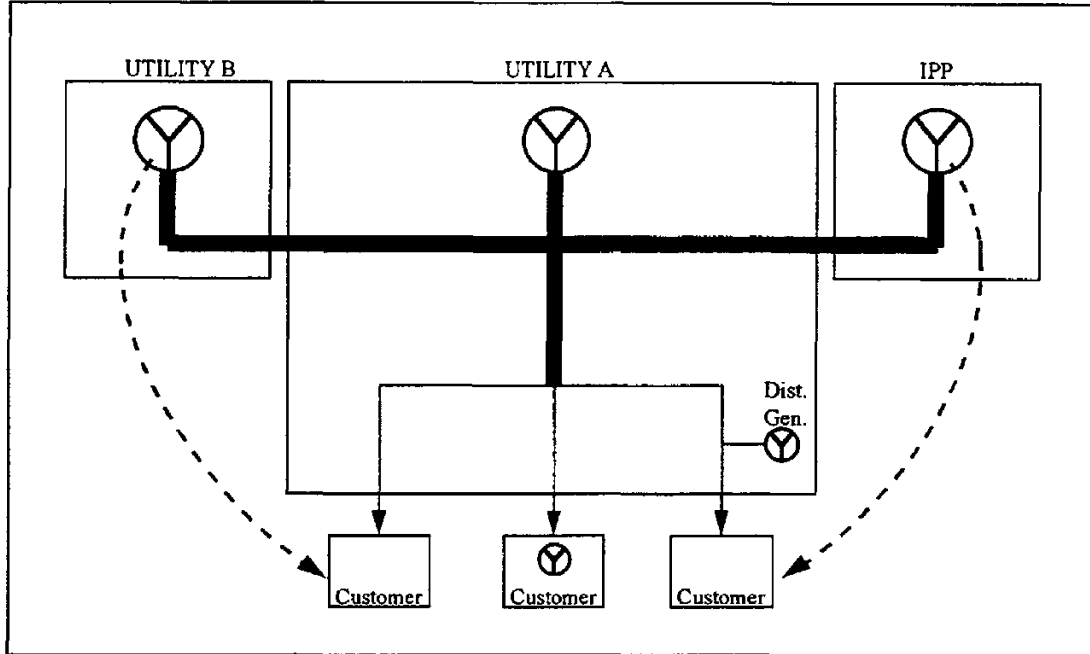 UTILITY B
UTILITY A
IPP
Dist.
Gen.
Customer
Customer
Customer